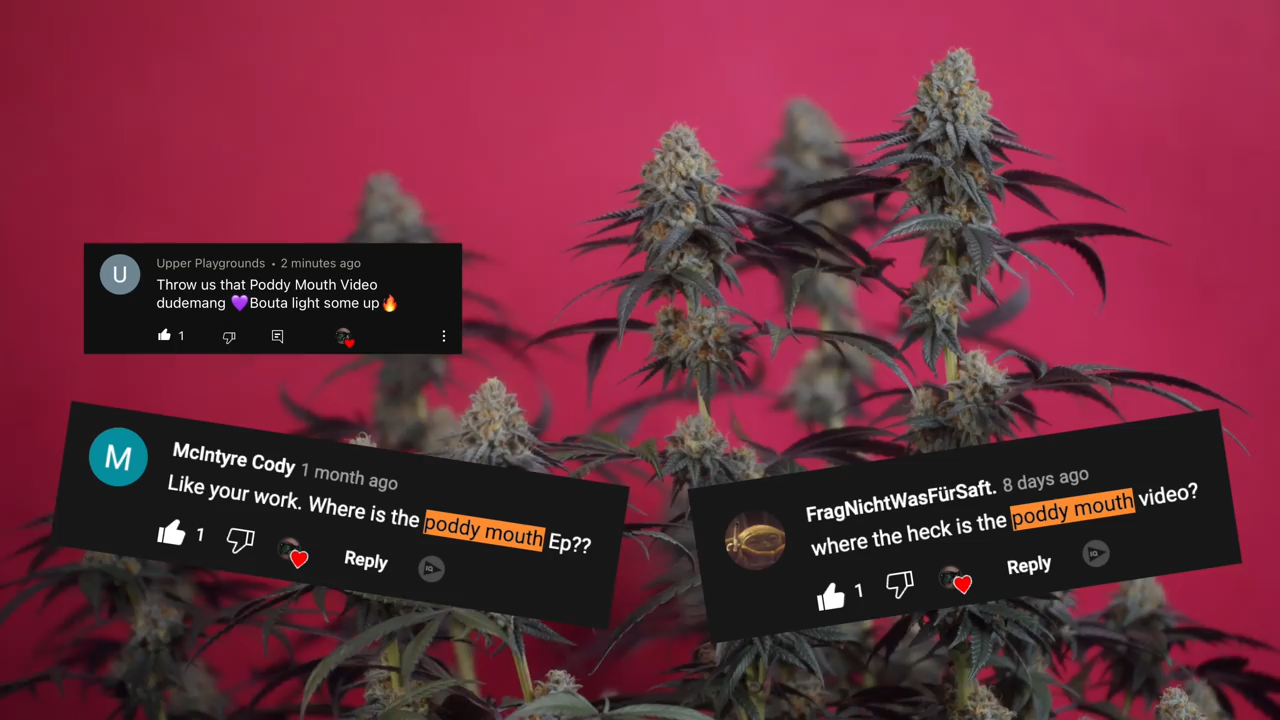 U
Upper Playgrounds • 2 minutes ago
Throw us that Poddy Mouth Video
dudemang 💜Bouta light some up🔥
1
M
McIntyre Cody 1 month ago
Like your work. Where is the poddy mouth Ep??
1 Reply
FragNichtWasFürSaft. 8 days ago
where the heck is the poddy mouth video?
1 Reply